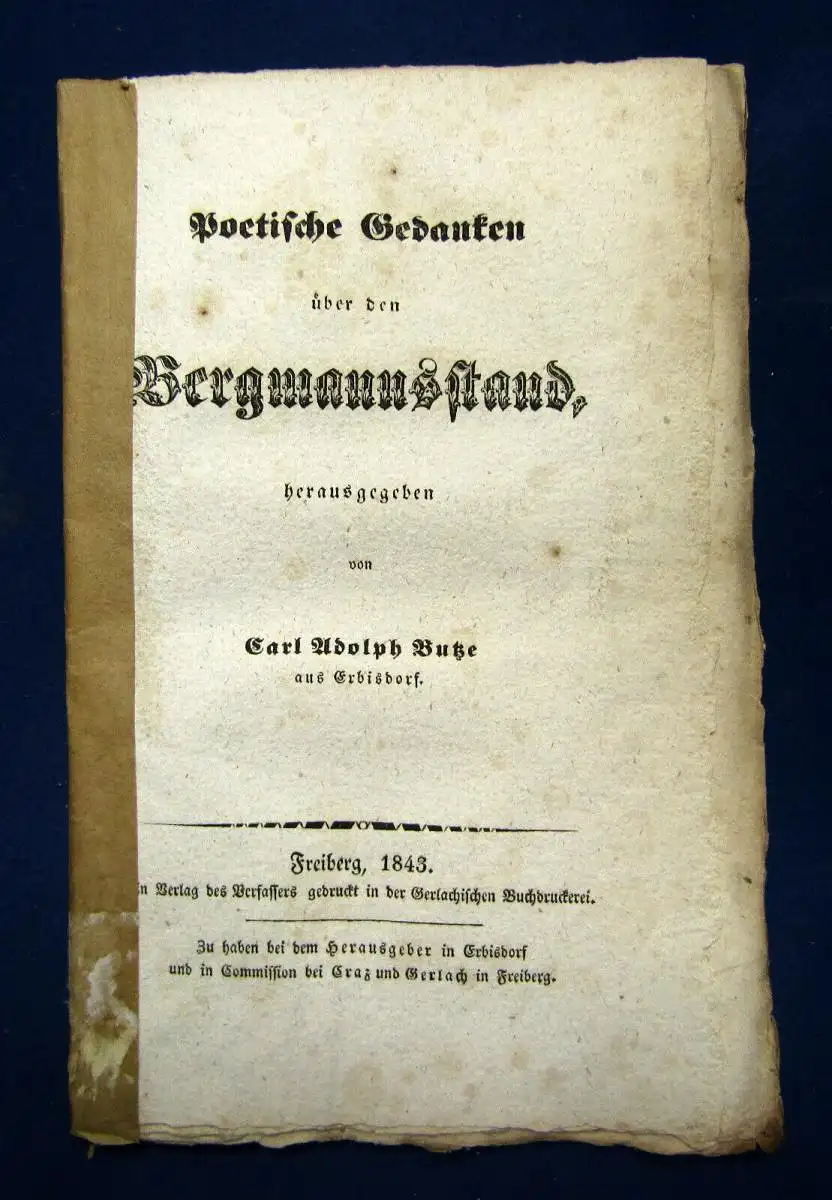 Poetische Gedanken
über den
Bergmannsstand,
herausgegeben
von
Carl Adolph Butze
aus Erbisdorf.
Freiberg, 1843.
Verlag des Verfassers gedruckt in der Gerlachischen Buchdruckerei.
Zu haben bei dem Herausgeber in Erbisdorf
und in Commission bei Craz und Gerlach in Freiberg.